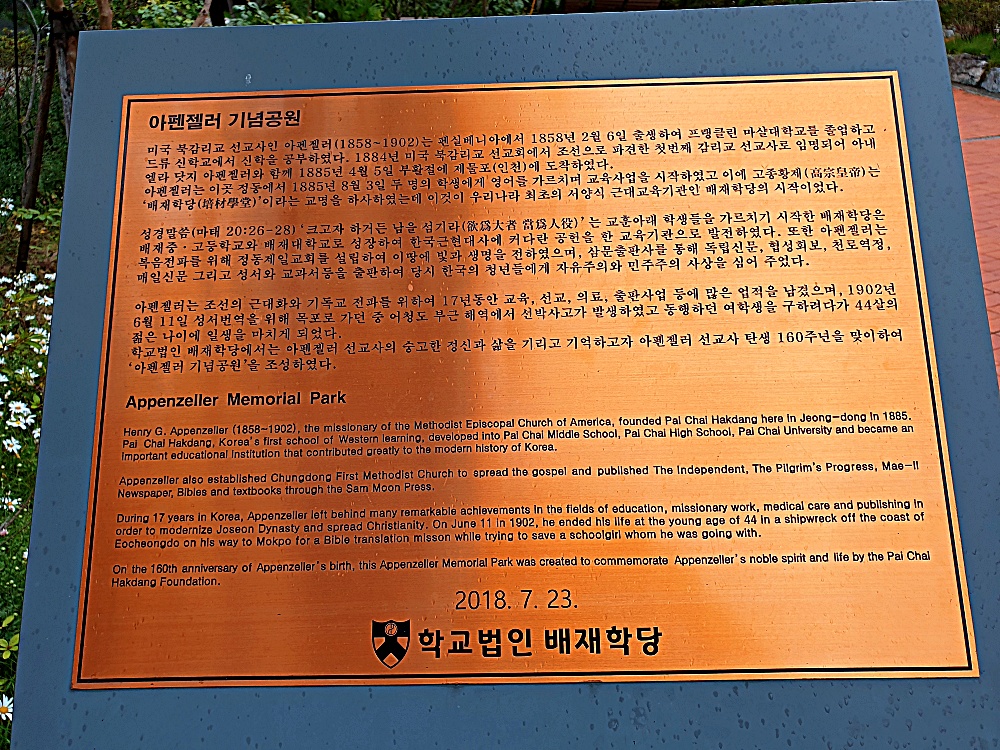 아펜젤러 기념공원
미국 북감리교 선교사인 아펜젤러(1858~1902)는 펜실베니아에서 1858년 2월 6일 출생하여 프랭클린 마샬대학교를 졸업하고
드류 신학교에서 신학을 공부하였다. 1884년 미국 북감리교 선교회에서 조선으로 파견한 첫번째 감리교 선교사로 임명되어 아내
엘라 닷지 아펜젤러와 함께 1885년 4월 5일 부활절에 제물포(인천)에 도착하였다.
아펜젤러는 이곳 정동에서 1885년 8월 3일 두 명의 학생에게 영어를 가르치며 교육사업을 시작하였고 이에 고종황제(高宗皇帝)는
‘배재학당(培材學堂)’이라는 교명을 하사하였는데 이것이 우리나라 최초의 서양식 근대교육기관인 배재학당의 시작이었다.
성경말씀(마태 20:26-28) ‘크고자 하거든 남을 섬기라(欲爲大者 當爲人役)’는 교훈아래 학생들을 가르치기 시작한 배재학당은
배재중·고등학교와 배재대학교로 성장하여 한국근현대사에 커다란 공헌을 한 교육기관으로 발전하였다. 또한 아펜젤러는
복음전파를 위해 정동제일교회를 설립하여 이땅에 빛과 생명을 전하였으며, 삼문출판사를 통해 독립신문, 협성회보, 천로역정,
매일신문 그리고 성서와 교과서등을 출판하여 당시 한국의 청년들에게 자유주의와 민주주의 사상을 심어 주었다.
아펜젤러는 조선의 근대화와 기독교 전파를 위하여 17년동안 교육, 선교, 의료, 출판사업 등에 많은 업적을 남겼으며, 1902년
6월 11일 성서번역을 위해 목포로 가던 중 어청도 부근 해역에서 선박사고가 발생하였고 동행하던 여학생을 구하려다가 44살의
젊은 나이에 일생을 마치게 되었다.
학교법인 배재학당에서는 아펜젤러 선교사의 숭고한 정신과 삶을 기리고 기억하고자 아펜젤러 선교사 탄생 160주년을 맞이하여
‘아펜젤러 기념공원’을 조성하였다.
Appenzeller Memorial Park
Henry G. Appenzeller (1858-1902), the missionary of the Methodist Episcopal Church of America, founded Pai Chai Hakdang here in Jeong-dong in 1885.
Pai Chai Hakdang, Korea's first school of Western learning, developed into Pai Chai Middle School, Pai Chai High School, Pai Chai University and became an
important educational institution that contributed greatly to the modern history of Korea.
Appenzeller also established Chungdong First Methodist Church to spread the gospel and published The Independent, The Pilgrim's Progress, Mae-Il
Newspaper, Bibles and textbooks through the Sam Moon Press.
During 17 years in Korea, Appenzeller left behind many remarkable achievements in the fields of education, missionary work, medical care and publishing in
order to modernize Joseon Dynasty and spread Christianity. On June 11 in 1902, he ended his life at the young age of 44 in a shipwreck off the coast of
Eocheongdo on his way to Mokpo for a Bible translation misson while trying to save a schoolgirl whom he was going with.
On the 160th anniversary of Appenzeller's birth, this Appenzeller Memorial Park was created to commemorate Appenzeller's noble spirit and life by the Pai Chai
Hakdang Foundation.
2018. 7. 23.
학교법인 배재학당